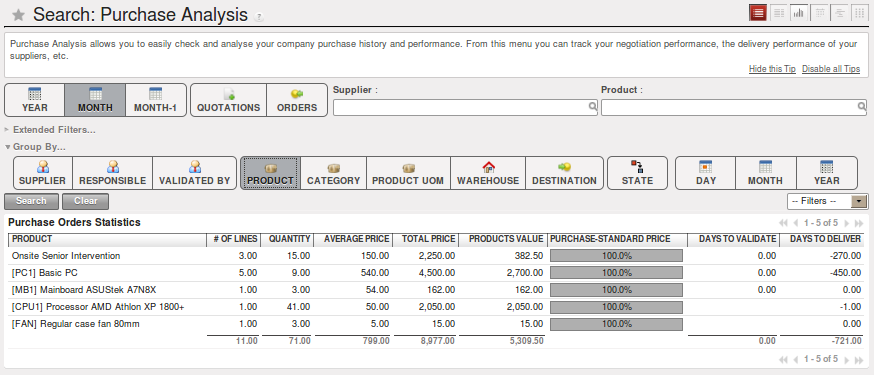 Search: Purchase Analysis ?
Purchase Analysis allows you to easily check and analyse your company purchase history and performance. From this menu you can track your negotiation performance, the delivery performance of your
suppliers, etc.
Hide this Tip Disable all Tips
YEAR MONTH MONTH-1 QUOTATIONS ORDERS Supplier : Product :
Extended Filters...
Group By...
SUPPLIER RESPONSIBLE VALIDATED BY PRODUCT CATEGORY PRODUCT UOM WAREHOUSE DESTINATION STATE DAY MONTH YEAR
Search Clear -- Filters --
Purchase Orders Statistics 1 - 5 of 5
PRODUCT # OF LINES QUANTITY AVERAGE PRICE TOTAL PRICE PRODUCTS VALUE PURCHASE-STANDARD PRICE DAYS TO VALIDATE DAYS TO DELIVER
Onsite Senior Intervention 3.00 15.00 150.00 2,250.00 382.50 100.0% 0.00 -270.00
[PC1] Basic PC 5.00 9.00 540.00 4,500.00 2,700.00 100.0% 0.00 -450.00
[MB1] Mainboard ASUStek A7N8X 1.00 3.00 54.00 162.00 162.00 100.0% 0.00 0.00
[CPU1] Processor AMD Athlon XP 1800+ 1.00 41.00 50.00 2,050.00 2,050.00 100.0% -1.00
[FAN] Regular case fan 80mm 1.00 3.00 5.00 15.00 15.00 100.0% 0.00
11.00 71.00 799.00 8,977.00 5,309.50 0.00 -721.00
1 - 5 of 5